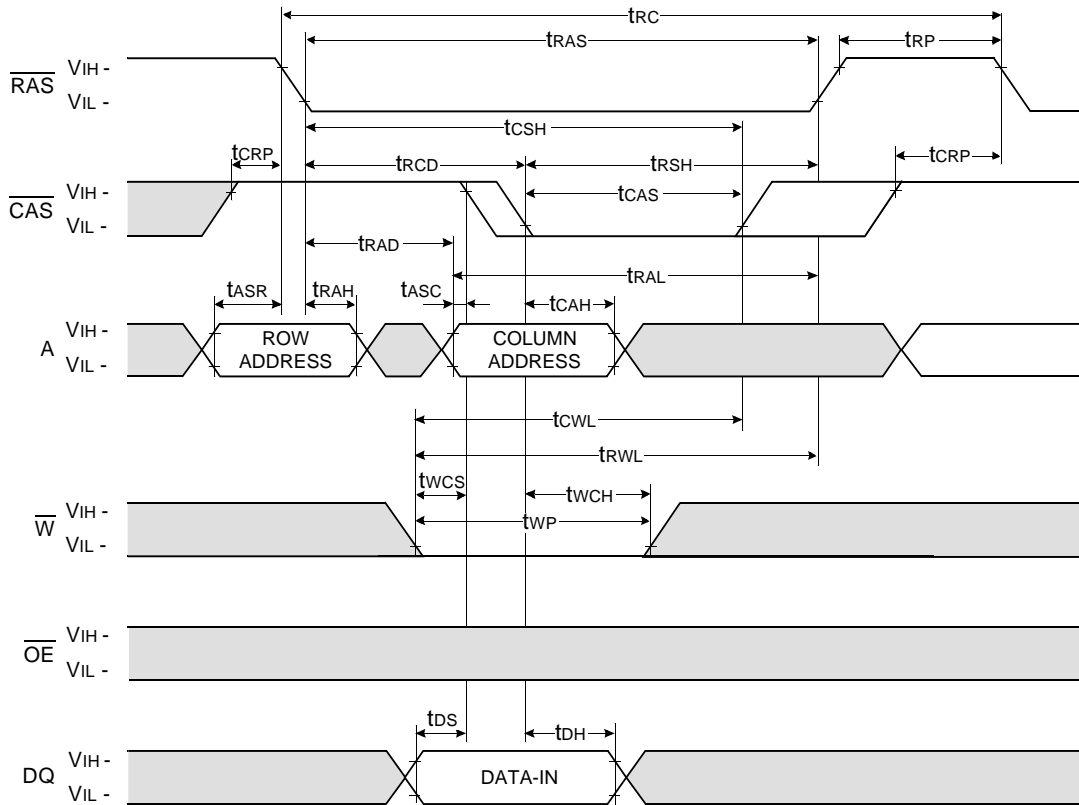 tRC
tRAS
tRP
RAS
VIH -
VIL -
tCSH
tCRP
tRCD
tRSH
tCRP
CAS
VIH -
VIL -
tCAS
tRAD
tRAL
tASR
tRAH
tASC
tCAH
A
VIH -
VIL -
ROW
ADDRESS
COLUMN
ADDRESS
tCWL
tRWL
tWCS
tWCH
W
VIH -
VIL -
tWP
OE
VIH -
VIL -
tDS
tDH
DQ
VIH -
VIL -
DATA-IN